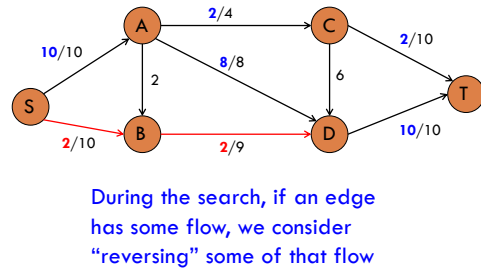 A
2/4
C
10/10
2
8/8
6
2/10
T
S
2/10
B
2/9
D
10/10
During the search, if an edge
has some flow, we consider
“reversing” some of that flow